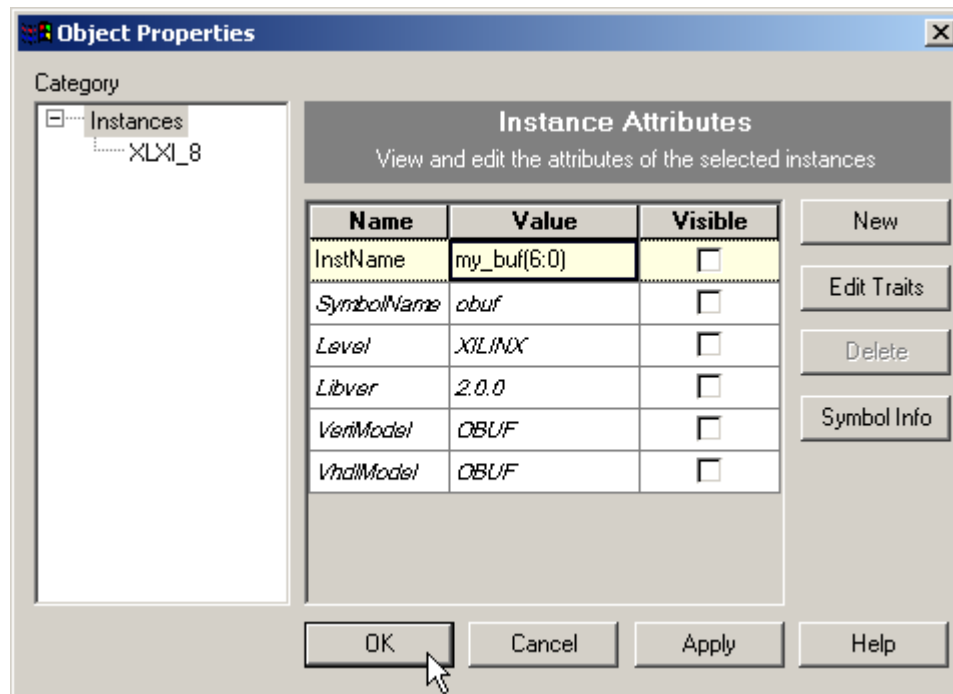 Object Properties
Category
Instances
XLXI_8
Instance Attributes
View and edit the attributes of the selected instances
Name Value Visible
InstName my_buf(6:0)
SymbolName obuf
Level XILINX
Libver 2.0.0
VeriModel OBUF
VhdlModel OBUF
New
Edit Traits
Delete
Symbol Info
OK Cancel Apply Help